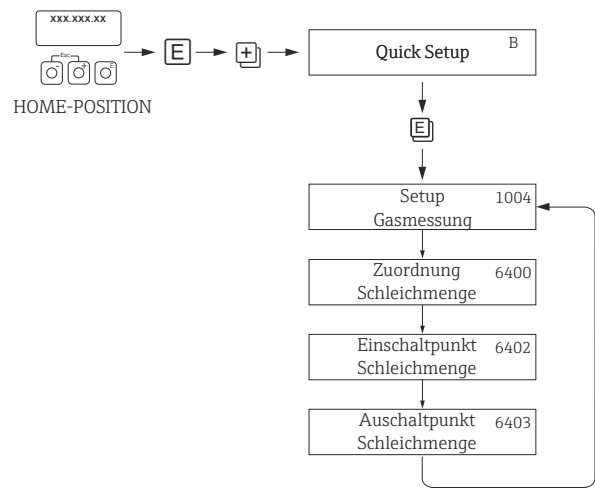 xxx.xxx.xx
Esc
- + E
HOME-POSITION
E
+
Quick Setup
B
E
Setup
Gasmessung
1004
Zuordnung
Schleichmenge
6400
Einschaltpunkt
Schleichmenge
6402
Auschaltpunkt
Schleichmenge
6403